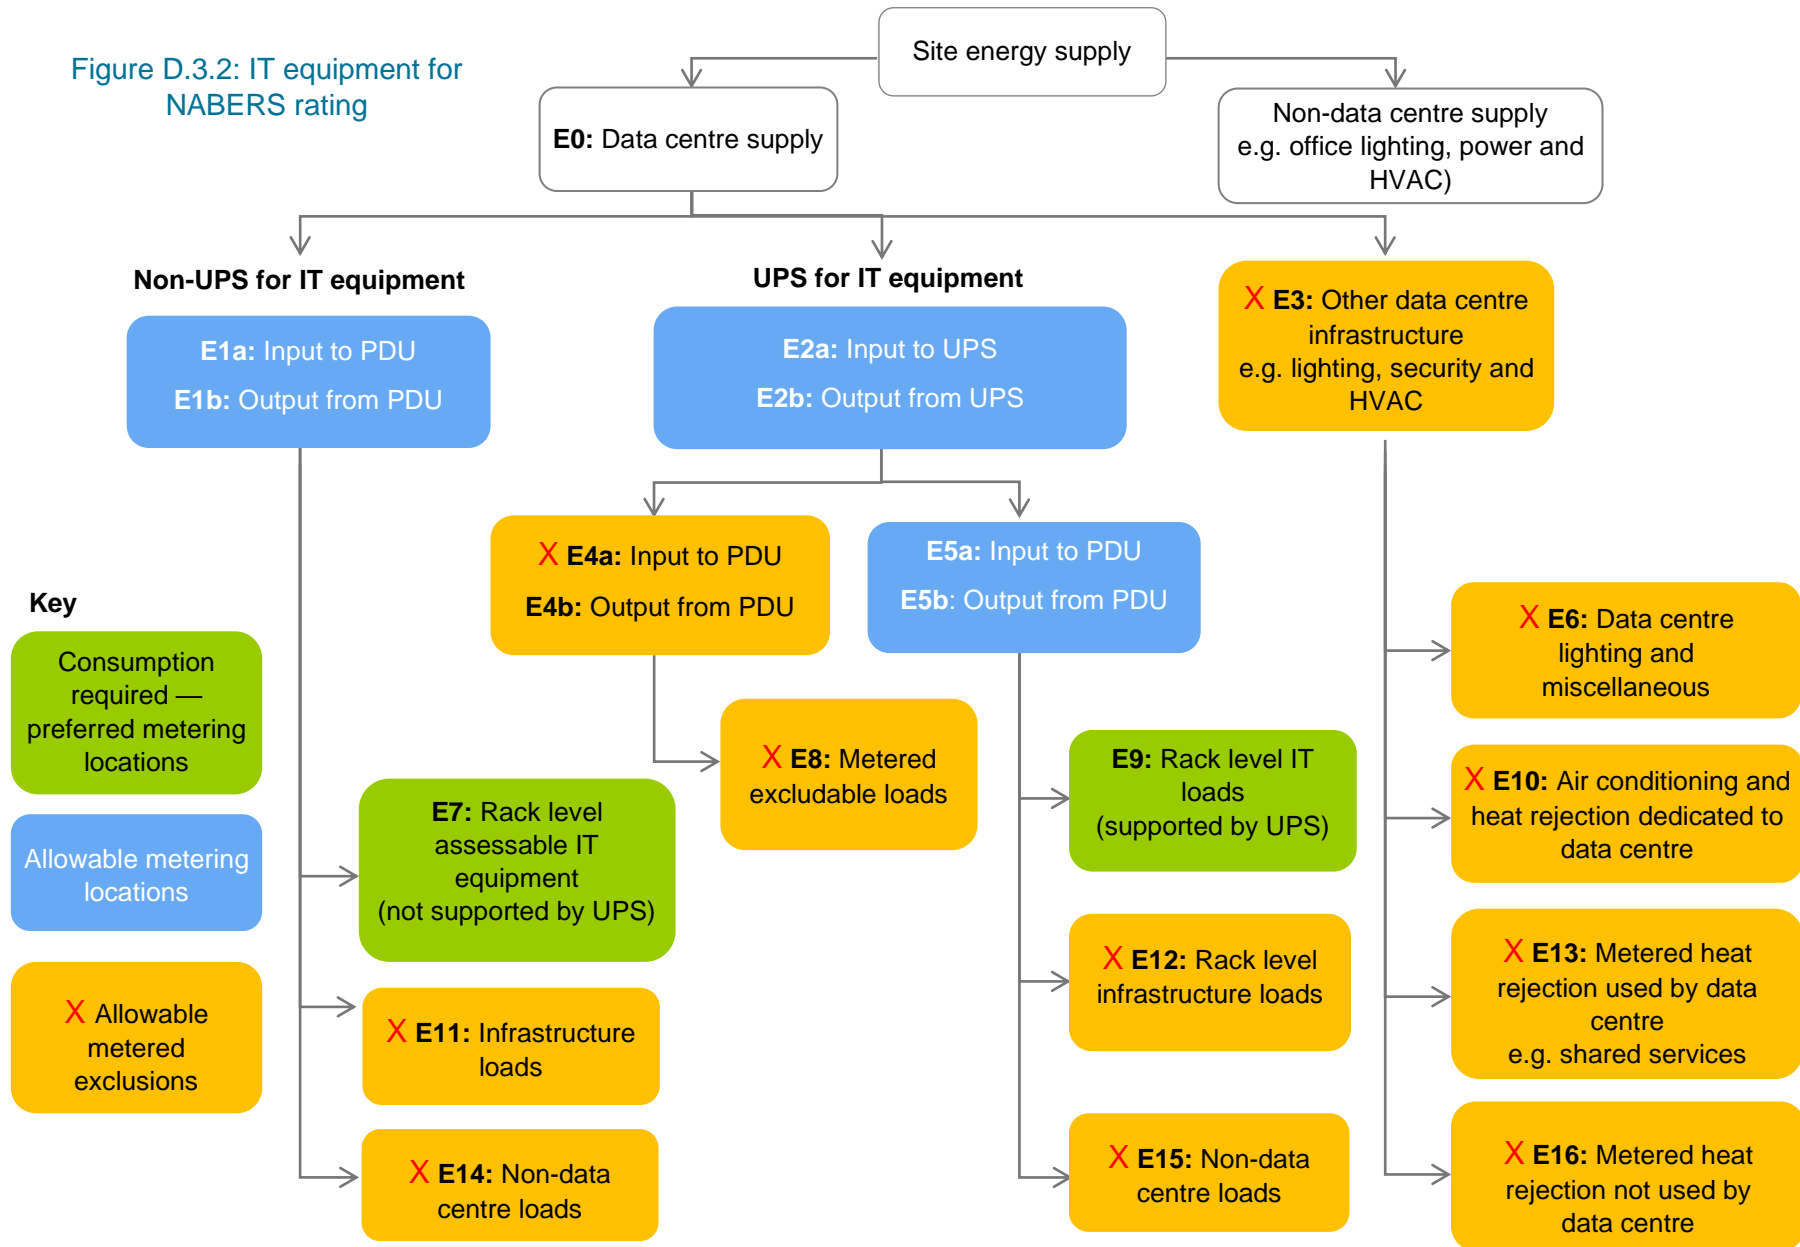 Figure D.3.2: IT equipment for
NABERS rating
Site energy supply
E0: Data centre supply
Non-data centre supply
e.g. office lighting, power and
HVAC)
Non-UPS for IT equipment
E1a: Input to PDU
E1b: Output from PDU
UPS for IT equipment
E2a: Input to UPS
E2b: Output from UPS
X E3: Other data centre
infrastructure
e.g. lighting, security and
HVAC
X E4a: Input to PDU
E4b: Output from PDU
E5a: Input to PDU
E5b: Output from PDU
Key
Consumption
required —
preferred metering
locations
Allowable metering
locations
X Allowable
metered
exclusions
X E6: Data centre
lighting and
miscellaneous
E7: Rack level
assessable IT
equipment
(not supported by UPS)
X E8: Metered
excludable loads
E9: Rack level IT
loads
(supported by UPS)
X E10: Air conditioning and
heat rejection dedicated to
data centre
X E11: Infrastructure
loads
X E12: Rack level
infrastructure loads
X E13: Metered heat
rejection used by data
centre
e.g. shared services
X E14: Non-data
centre loads
X E15: Non-data
centre loads
X E16: Metered heat
rejection not used by
data centre